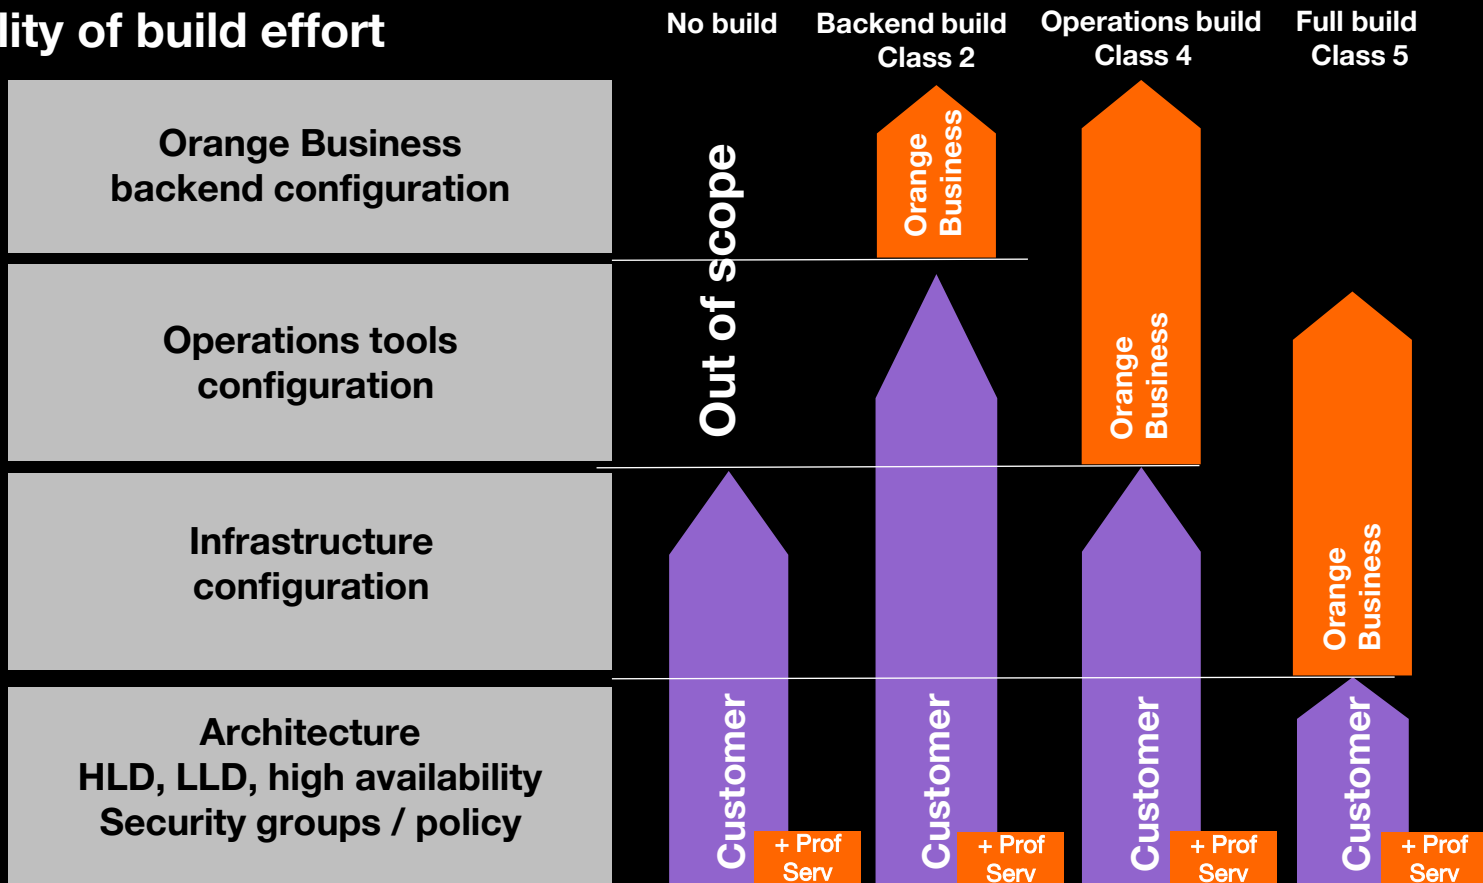 lity of build effort
No build
Backend build
Class 2
Operations build
Class 4
Full build
Class 5
Orange Business
backend configuration
Operations tools
configuration
Infrastructure
configuration
Architecture
HLD, LLD, high availability
Security groups / policy
Out of scope
Customer
+ Prof
Serv
Orange
Business
Customer
+ Prof
Serv
Orange
Business
Customer
+ Prof
Serv
Orange
Business
Customer
+ Prof
Serv